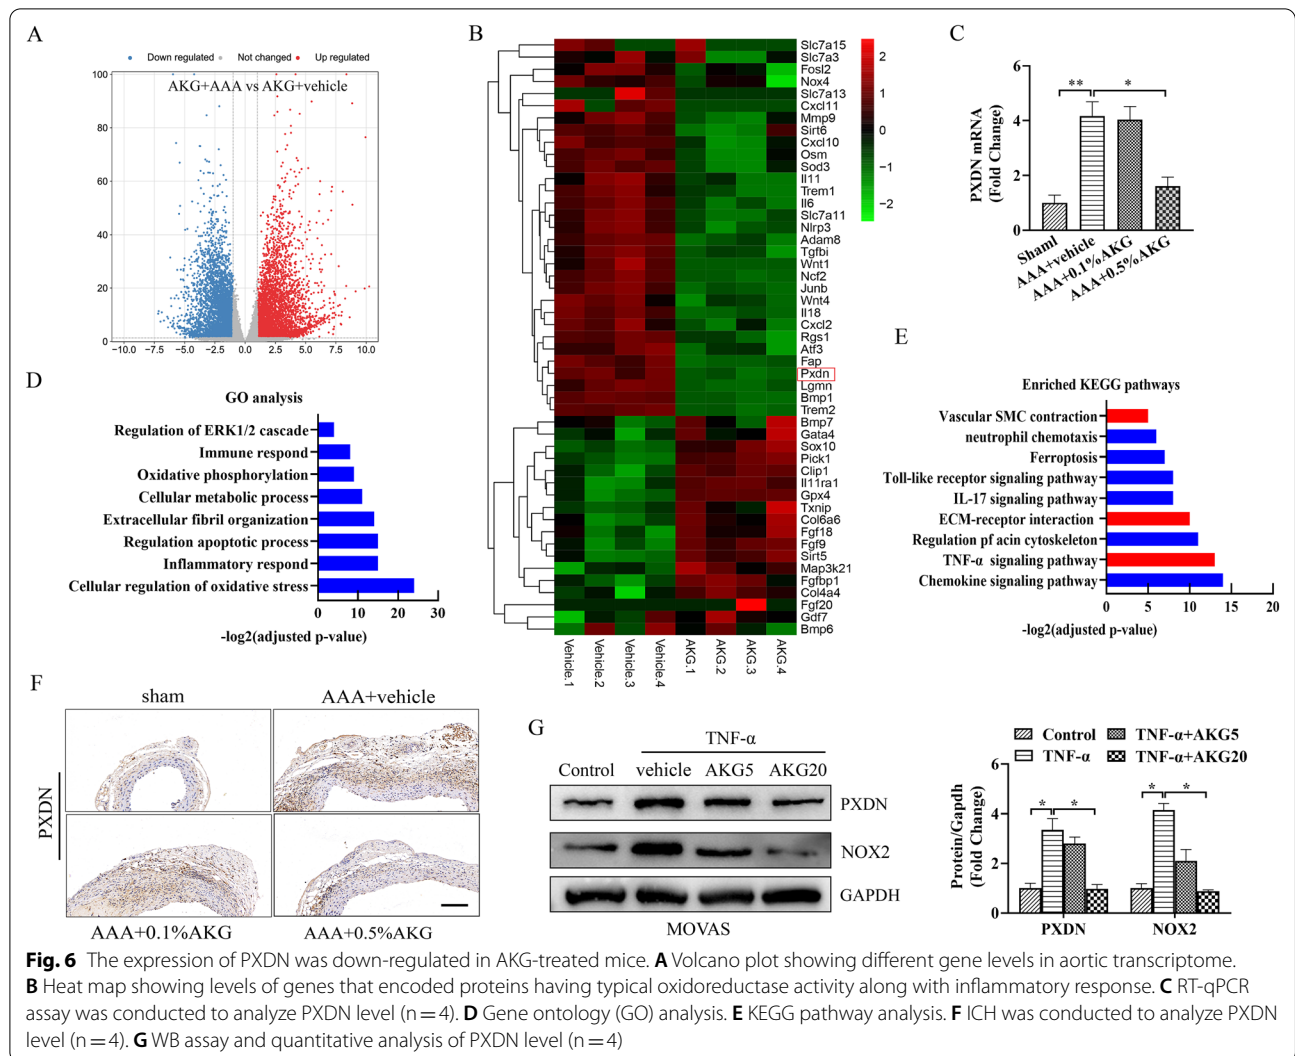 A
Down regulated Not changed Up regulated
AKG+AAA vs AKG+vehicle
100
80
60
40
20
0
−10.0 −7.5 −5.0 −2.5 0.0 2.5 5.0 7.5 10.0
B
Slc7a15
Slc7a3
Fosl2
Nox4
Slc7a13
Cxcl11
Mmp9
Sirt6
Cxcl10
Osm
Sod3
Il11
Trem1
Il6
Slc7a11
Nlrp3
Adam8
Tgfbi
Wnt1
Ncf2
Junb
Wnt4
Il18
Cxcl2
Rgs1
Atf3
Fap
Pxdn
Lgmn
Bmp1
Trem2
Bmp7
Gata4
Sox10
Pick1
Clip1
Il11ra1
Gpx4
Txnip
Col6a6
Fgf18
Fgf9
Sirt5
Map3k21
Fgfbp1
Col4a4
Fgf20
Gdf7
Bmp6
Vehicle.1 Vehicle.2 Vehicle.3 Vehicle.4 AKG.1 AKG.2 AKG.3 AKG.4
2
1
0
−1
−2
C
PXDN mRNA
(Fold Change)
6
4
2
0
** *
Shaml
AAA+vehicle
AAA+0.1%AKG
AAA+0.5%AKG
D
GO analysis
Regulation of ERK1/2 cascade
Immune respond
Oxidative phosphorylation
Cellular metabolic process
Extracellular fibril organization
Regulation apoptotic process
Inflammatory respond
Cellular regulation of oxidative stress
0 10 20 30
-log2(adjusted p-value)
E
Enriched KEGG pathways
Vascular SMC contraction
neutrophil chemotaxis
Ferroptosis
Toll-like receptor signaling pathway
IL-17 signaling pathway
ECM-receptor interaction
Regulation pf acin cytoskeleton
TNF-α signaling pathway
Chemokine signaling pathway
0 5 10 15 20
-log2(adjusted p-value)
F
sham AAA+vehicle
PXDN
AAA+0.1%AKG AAA+0.5%AKG
G
TNF-α
Control vehicle AKG5 AKG20
PXDN
NOX2
GAPDH
MOVAS
Control TNF-α+AKG5
TNF-α TNF-α+AKG20
Protein/Gapdh
(Fold Change)
6
4
2
0
* * * *
PXDN NOX2
Fig. 6 The expression of PXDN was down-regulated in AKG-treated mice. A Volcano plot showing different gene levels in aortic transcriptome.
B Heat map showing levels of genes that encoded proteins having typical oxidoreductase activity along with inflammatory response. C RT-qPCR
assay was conducted to analyze PXDN level (n = 4). D Gene ontology (GO) analysis. E KEGG pathway analysis. F ICH was conducted to analyze PXDN
level (n = 4). G WB assay and quantitative analysis of PXDN level (n = 4)